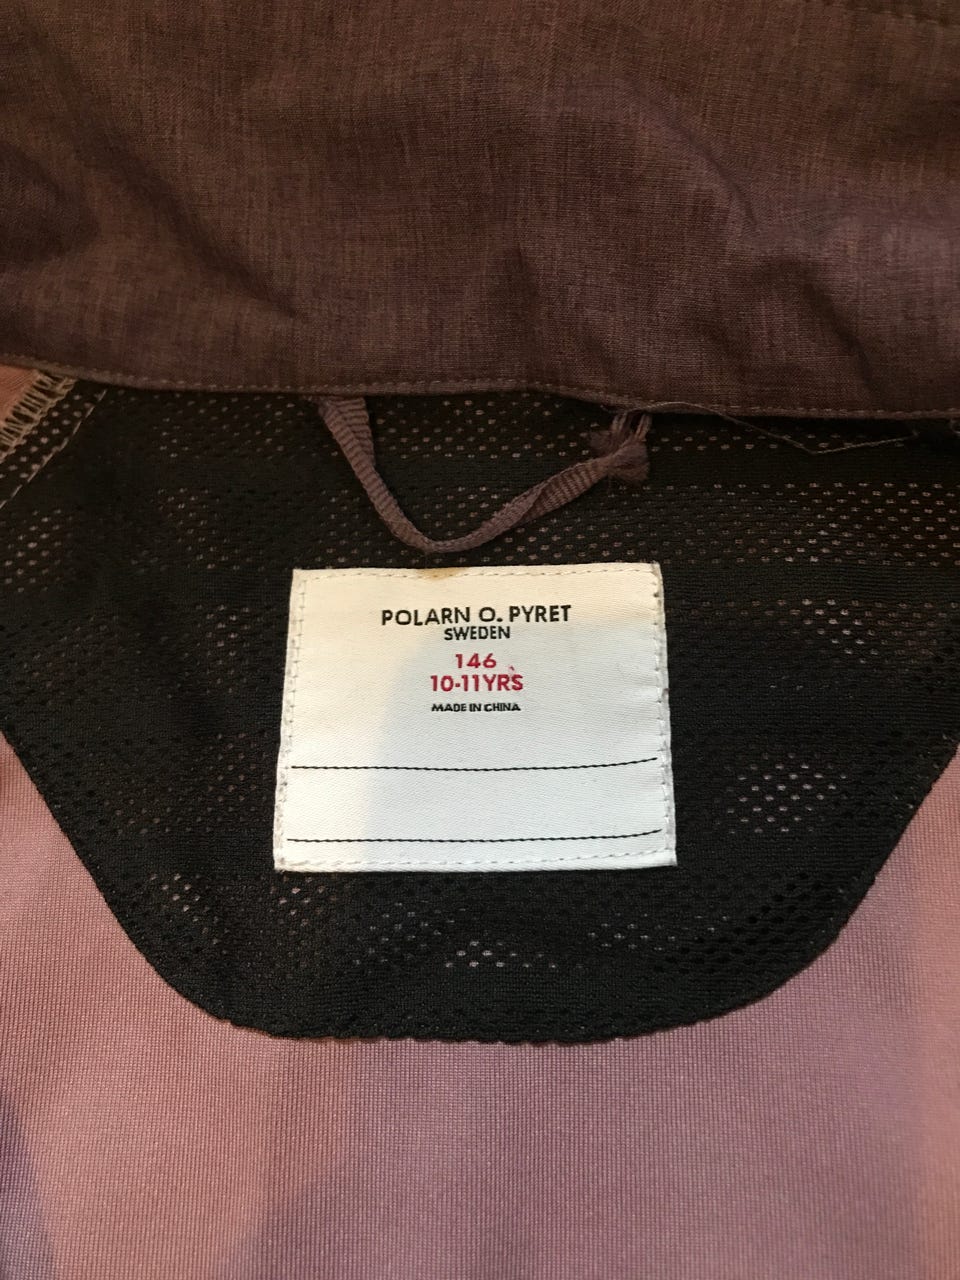 POLARN O. PYRET
SWEDEN
146
10-11YRS
MADE IN CHINA